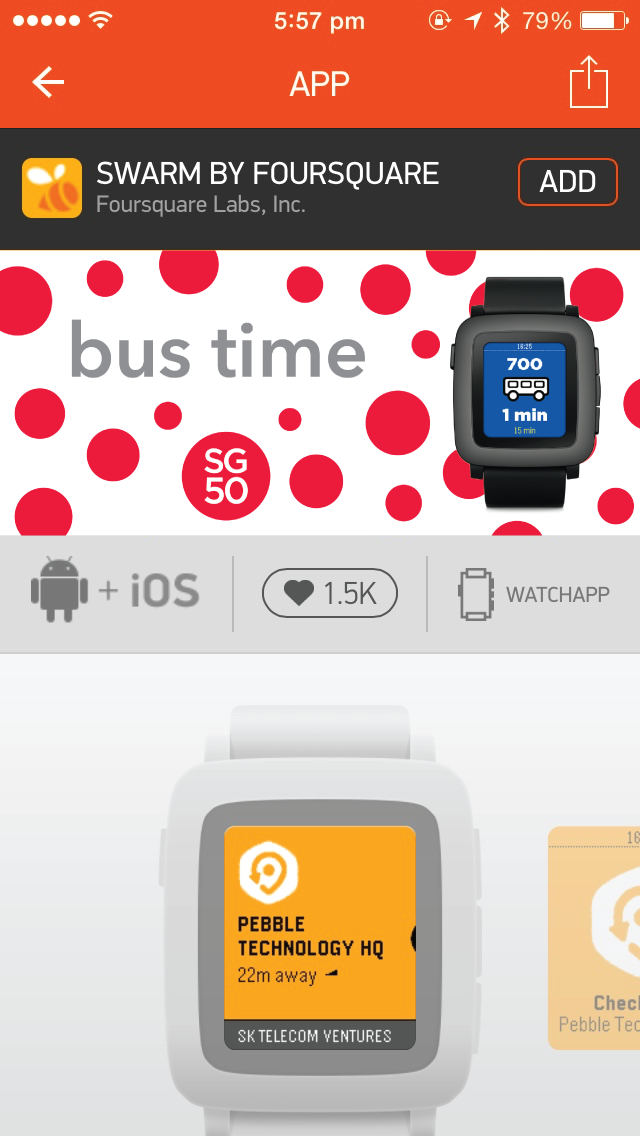 5:57 pm
79%
APP
SWARM BY FOURSQUARE
Foursquare Labs, Inc.
ADD
bus time
16:25
700
1 min
15 min
SG
50
+ iOS
1.5K
WATCHAPP
PEBBLE
TECHNOLOGY HQ
22m away
SK TELECOM VENTURES
16
Check
Pebble Tec